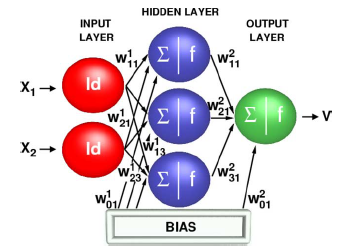 HIDDEN LAYER
INPUT LAYER
OUTPUT LAYER
X₁
X₂
Id
Id
Σ f
Σ f
Σ f
Σ f
V
w¹₁₁
w¹₂₁
w¹₁₃
w¹₂₃
w¹₀₁
w²₁₁
w²₂₁
w²₃₁
w²₀₁
BIAS